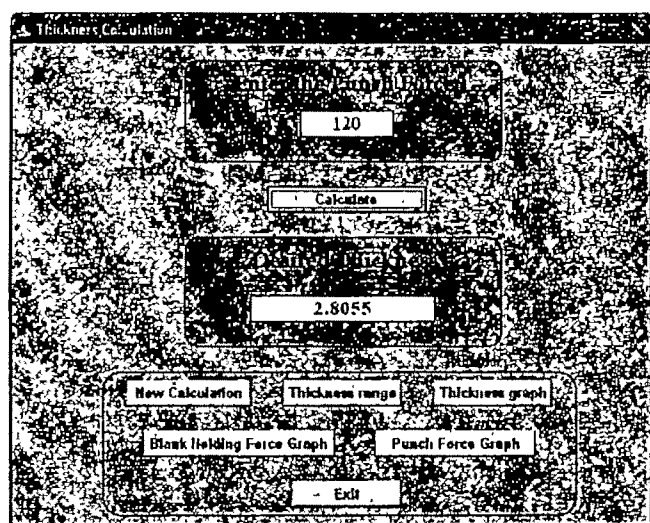 Thickness Calculation
120
Calculate
2.8055
New Calculation Thickness range Thickness graph
Blank Holding Force Graph Punch Force Graph
Exit